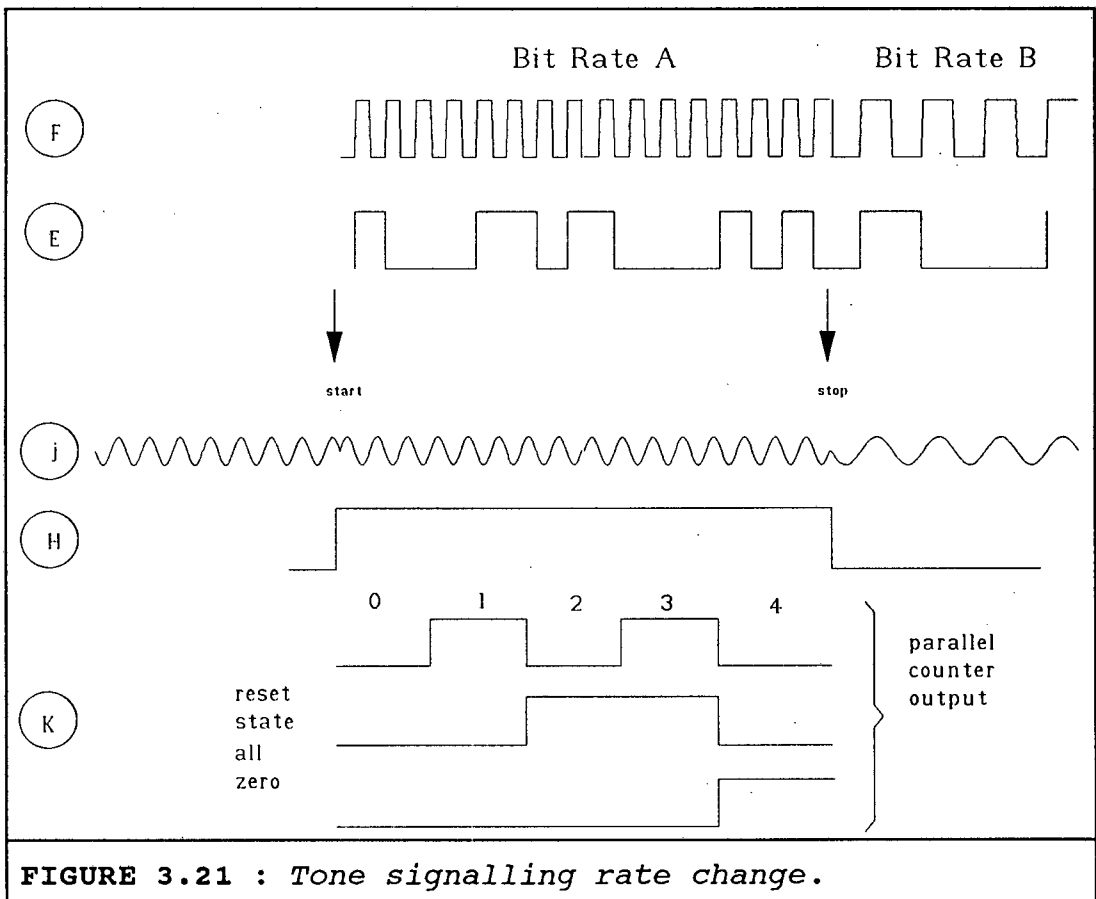 Bit Rate A
Bit Rate B
F
E
start
stop
j
H
0 1 2 3 4
K
reset
state
all
zero
parallel
counter
output
FIGURE 3.21 : Tone signalling rate change.